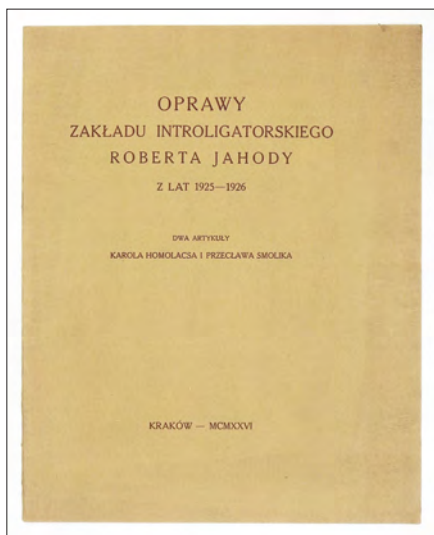 OPRAWY
ZAKŁADU INTROLIGATORSKIEGO
ROBERTA JAHODY
Z LAT 1925—1926
DWA ARTYKUŁY
KAROLA HOMOLACSA I PRZECŁAWA SMOLIKA
KRAKÓW — MCMXXVI